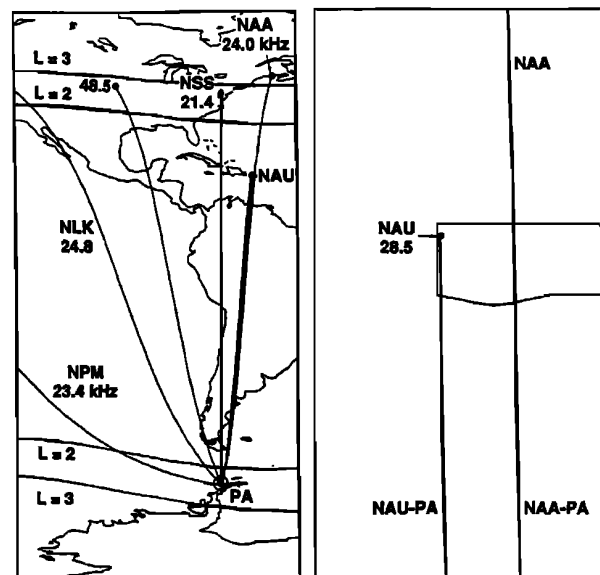 NAA
24.0 kHz
L = 3
48.5
NSS
21.4
L = 2
NAU
NLK
24.8
NPM
23.4 kHz
L = 2
L = 3
PA
NAA
NAU
28.5
NAU-PA
NAA-PA